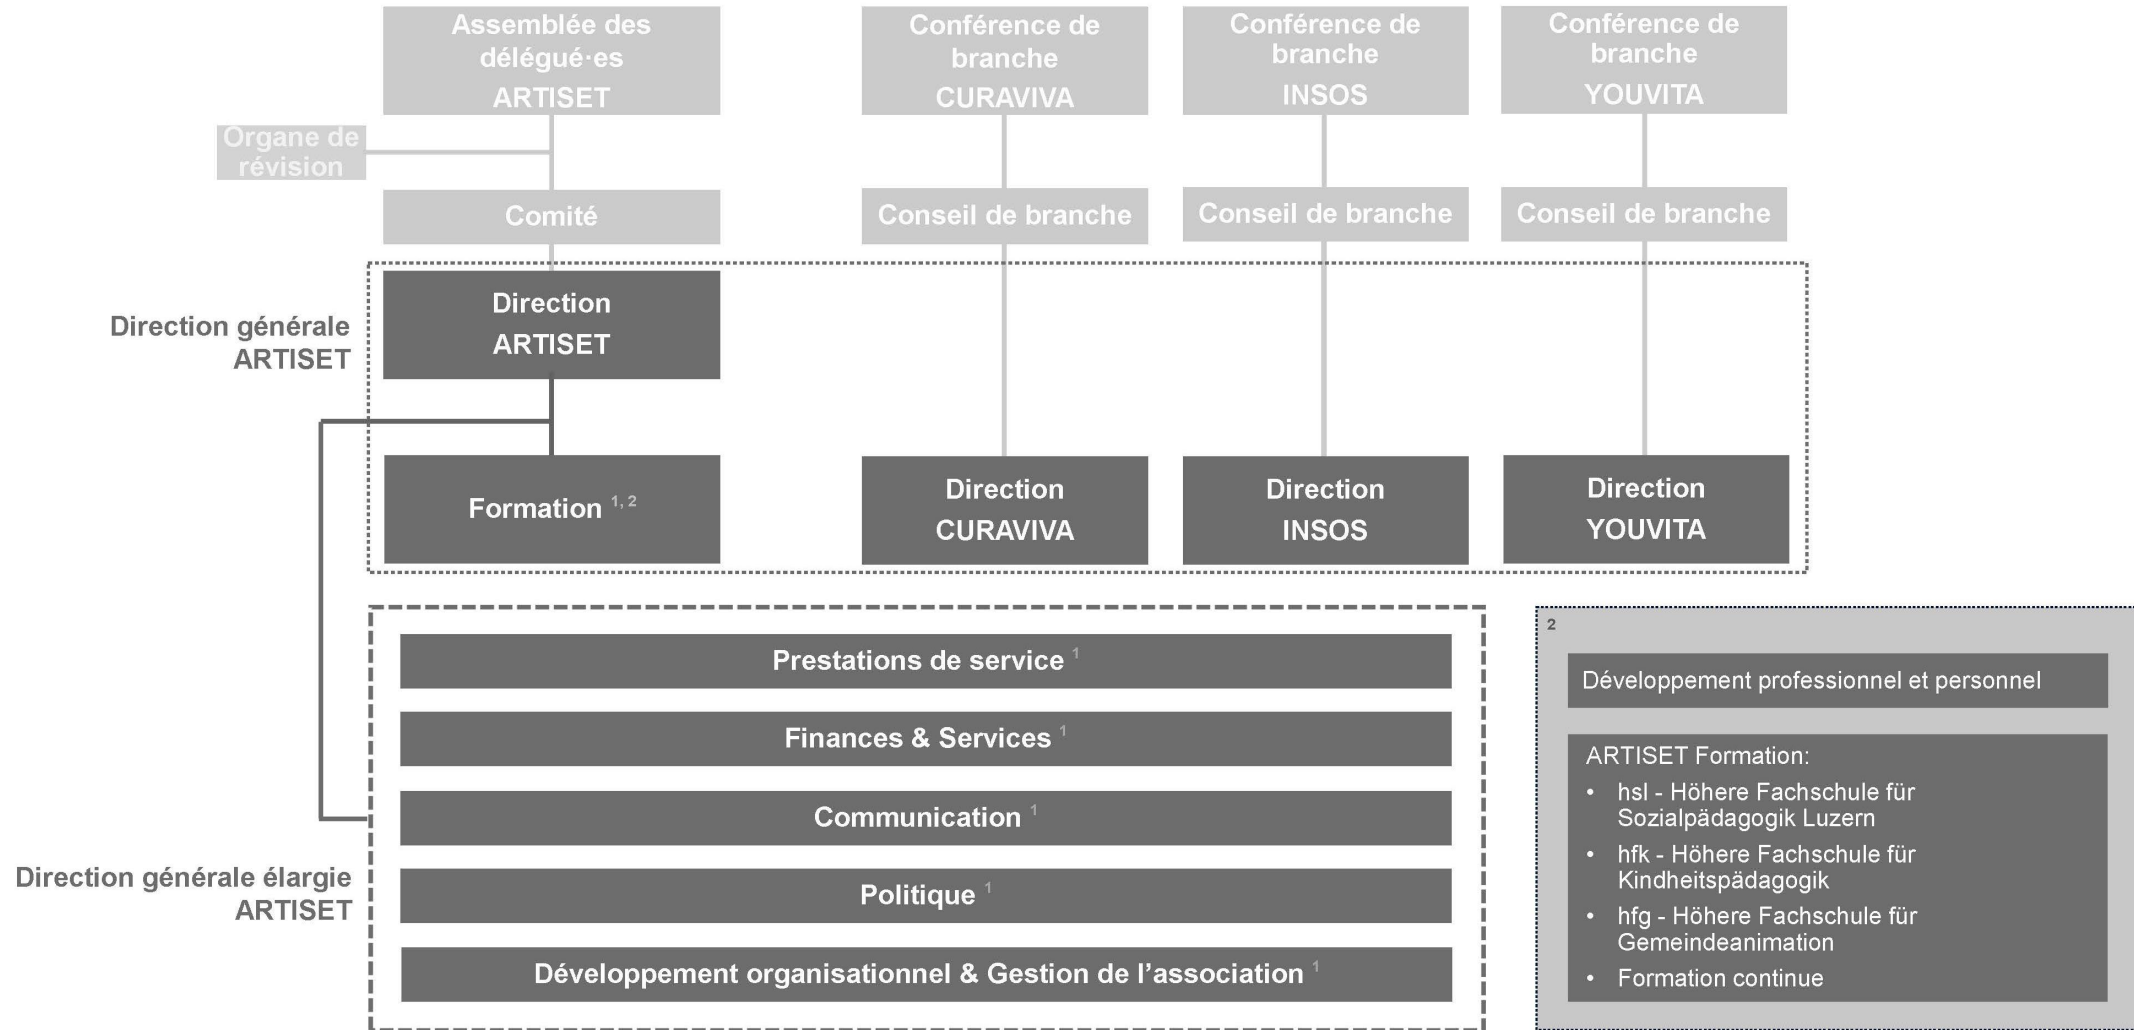 Assemblée des
délégué·es
ARTISET
Conférence de
branche
CURAVIVA
Conférence de
branche
INSOS
Conférence de
branche
YOUVITA
Organe de
révision
Comité
Conseil de branche
Conseil de branche
Conseil de branche
Direction générale
ARTISET
Direction
ARTISET
Formation 1, 2
Direction
CURAVIVA
Direction
INSOS
Direction
YOUVITA
Direction générale élargie
ARTISET
Prestations de service 1
Finances & Services 1
Communication 1
Politique 1
Développement organisationnel & Gestion de l’association 1
2
Développement professionnel et personnel
ARTISET Formation:
• hsl - Höhere Fachschule für
Sozialpädagogik Luzern
• hfk - Höhere Fachschule für
Kindheitspädagogik
• hfg - Höhere Fachschule für
Gemeindeanimation
• Formation continue